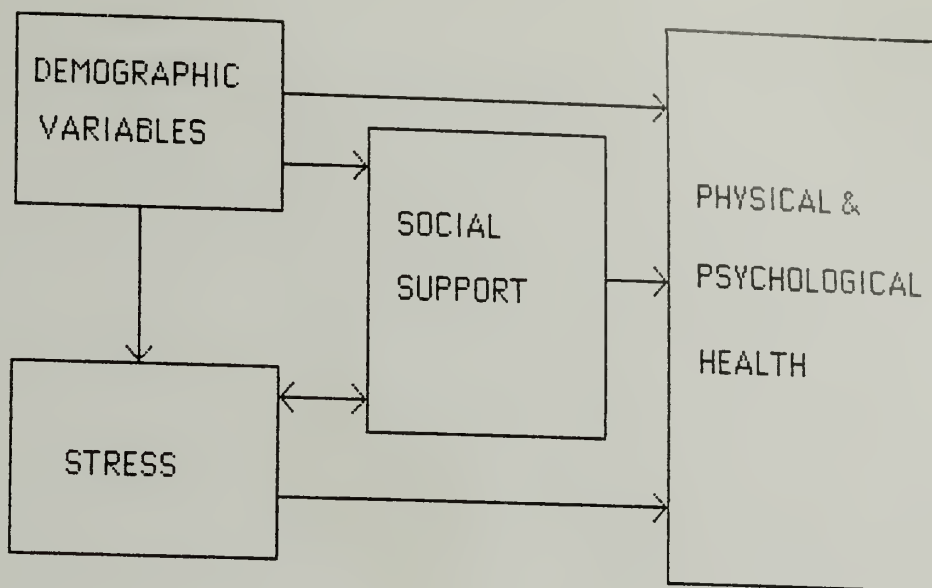 DEMOGRAPHIC
VARIABLES
SOCIAL
SUPPORT
STRESS
PHYSICAL &
PSYCHOLOGICAL
HEALTH